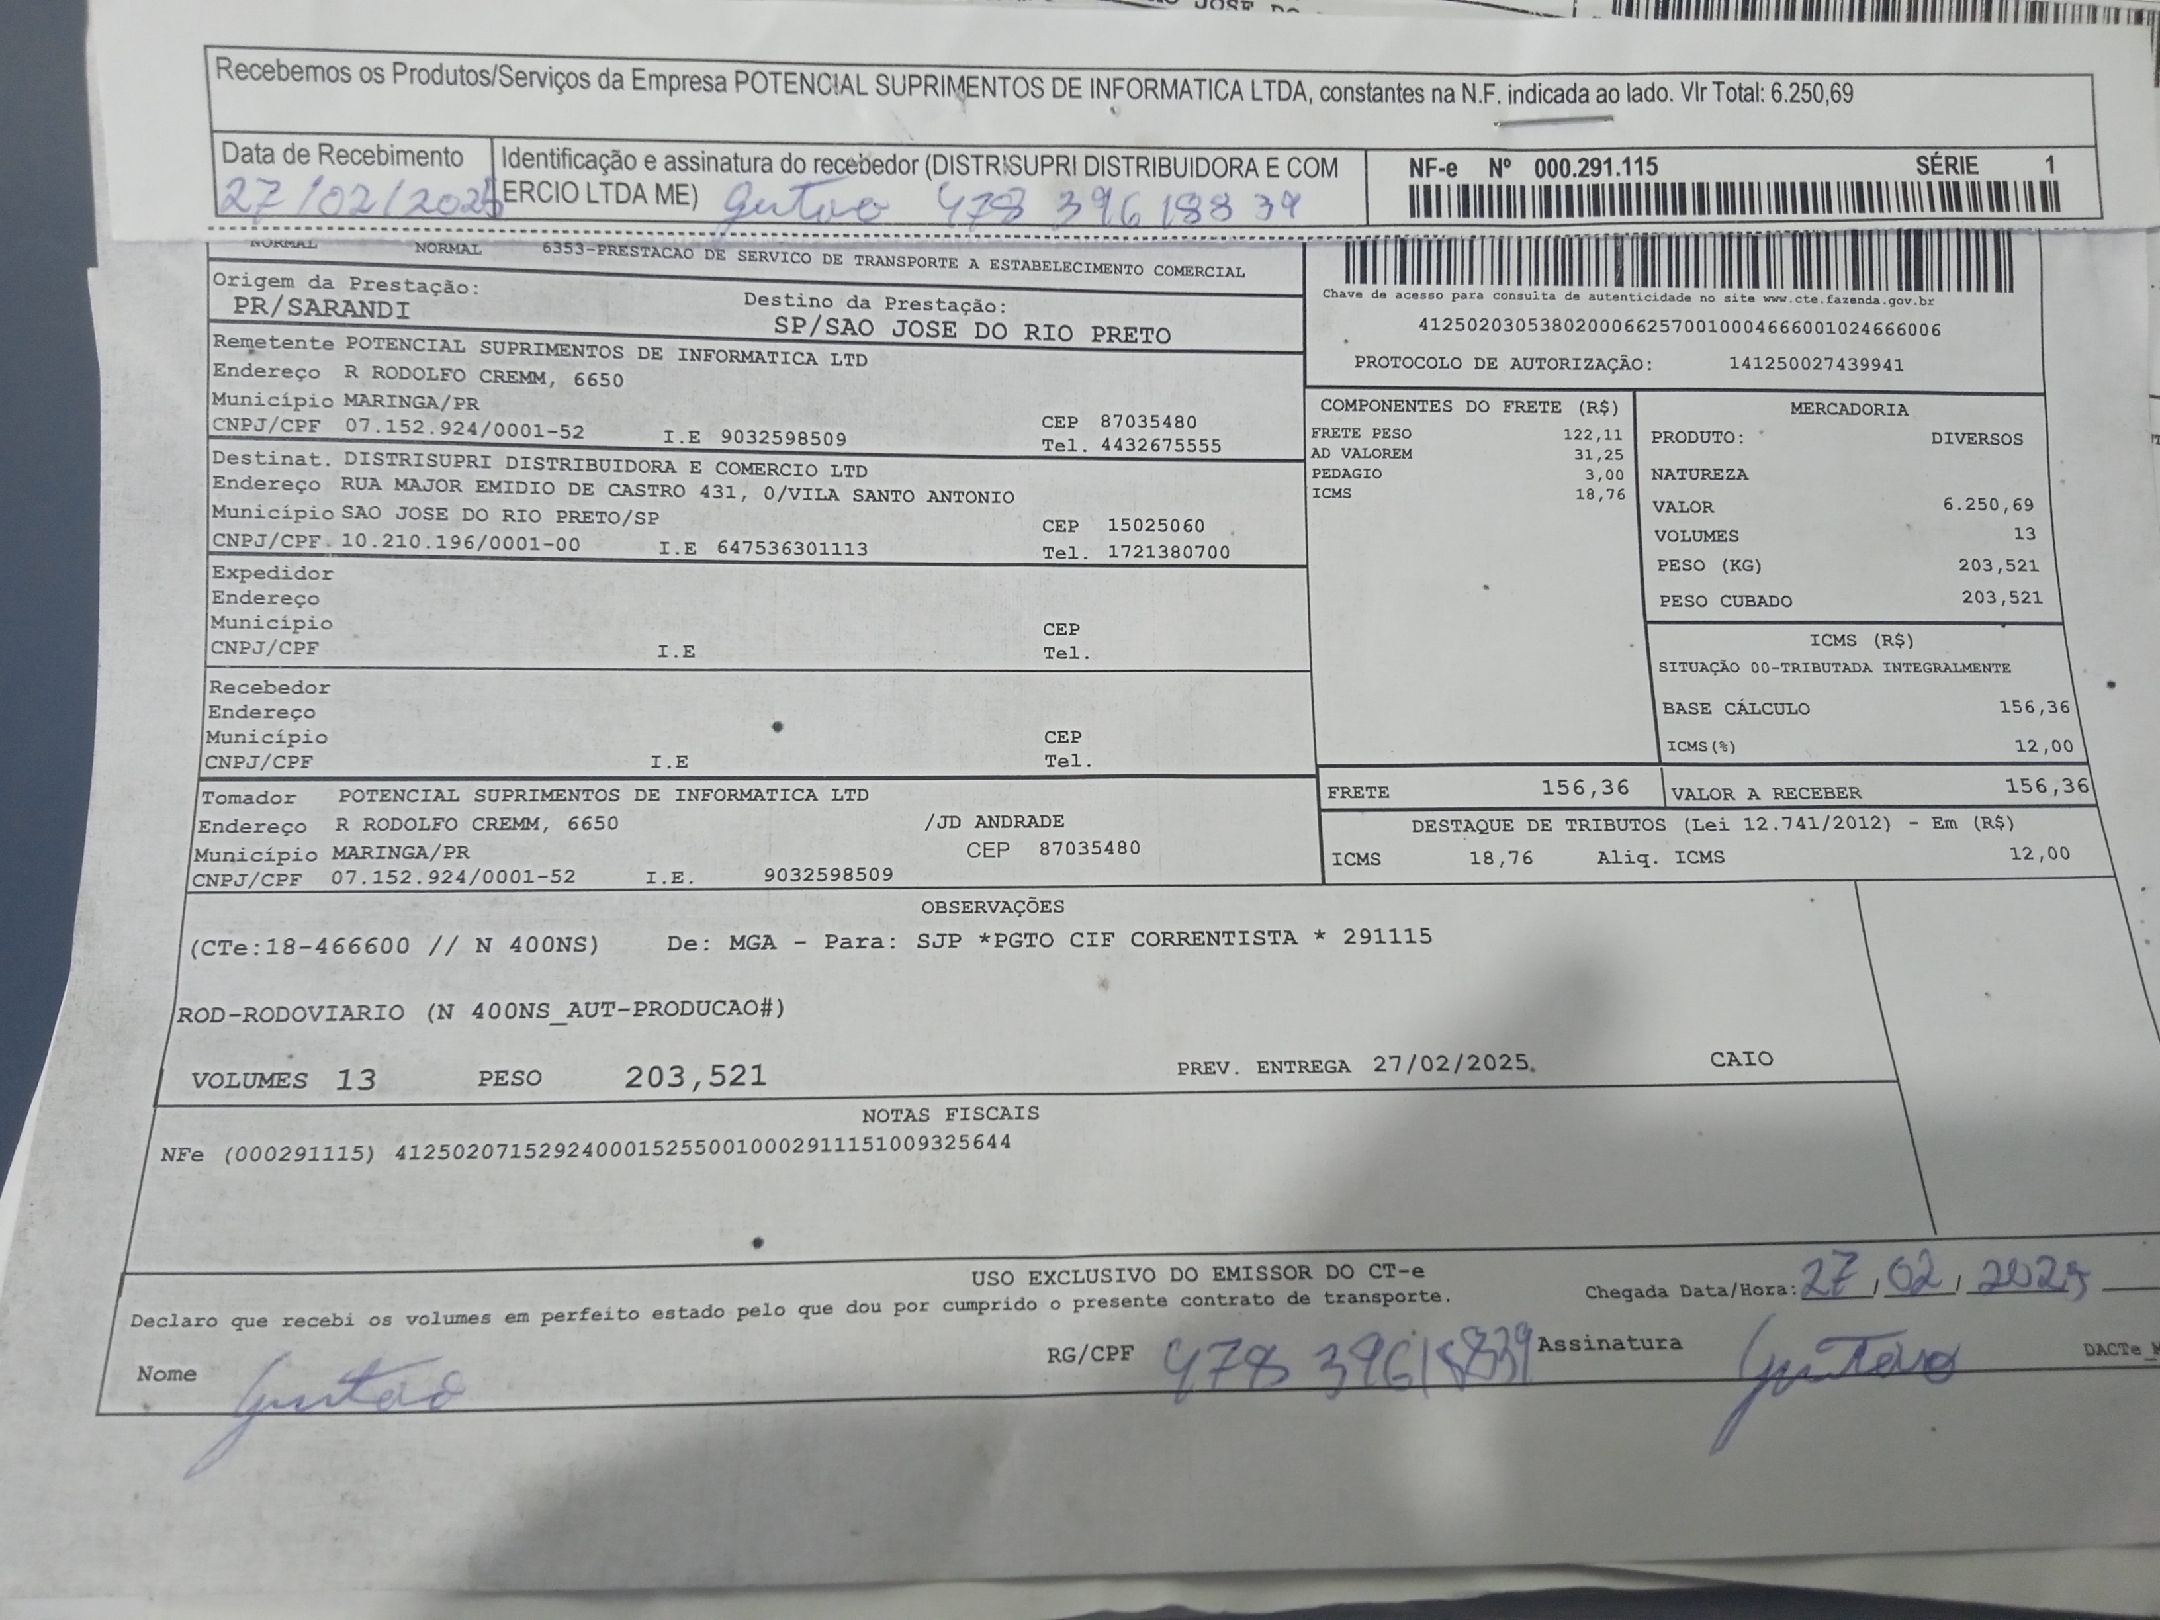 Recebemos os Produtos/Serviços da Empresa POTENCIAL SUPRIMENTOS DE INFORMATICA LTDA, constantes na N.F. indicada ao lado. Vlr Total: 6.250,69
Data de Recebimento
27/02/2025
Identificação e assinatura do recebedor (DISTRISUPRI DISTRIBUIDORA E COM
ERCIO LTDA ME) Gustavo 478 396 188 39
NF-e Nº 000.291.115 SÉRIE 1
NORMAL NORMAL 6353-PRESTACAO DE SERVICO DE TRANSPORTE A ESTABELECIMENTO COMERCIAL
Origem da Prestação:
PR/SARANDI
Destino da Prestação:
SP/SAO JOSE DO RIO PRETO
Chave de acesso para consulta de autenticidade no site www.cte.fazenda.gov.br
41250203053802000662570010004666001024666006
PROTOCOLO DE AUTORIZAÇÃO: 141250027439941
Remetente POTENCIAL SUPRIMENTOS DE INFORMATICA LTD
Endereço R RODOLFO CREMM, 6650
Município MARINGA/PR CEP 87035480
CNPJ/CPF 07.152.924/0001-52 I.E 9032598509 Tel. 4432675555
Destinat. DISTRISUPRI DISTRIBUIDORA E COMERCIO LTD
Endereço RUA MAJOR EMIDIO DE CASTRO 431, 0/VILA SANTO ANTONIO
Município SAO JOSE DO RIO PRETO/SP CEP 15025060
CNPJ/CPF 10.210.196/0001-00 I.E 647536301113 Tel. 1721380700
Expedidor
Endereço
Município CEP
CNPJ/CPF I.E Tel.
Recebedor
Endereço
Município CEP
CNPJ/CPF I.E Tel.
Tomador POTENCIAL SUPRIMENTOS DE INFORMATICA LTD
Endereço R RODOLFO CREMM, 6650 /JD ANDRADE
Município MARINGA/PR CEP 87035480
CNPJ/CPF 07.152.924/0001-52 I.E. 9032598509
COMPONENTES DO FRETE (R$)
FRETE PESO 122,11
AD VALOREM 31,25
PEDAGIO 3,00
ICMS 18,76
MERCADORIA
PRODUTO: DIVERSOS
NATUREZA
VALOR 6.250,69
VOLUMES 13
PESO (KG) 203,521
PESO CUBADO 203,521
ICMS (R$)
SITUAÇÃO 00-TRIBUTADA INTEGRALMENTE
BASE CÁLCULO 156,36
ICMS(%) 12,00
FRETE 156,36 VALOR A RECEBER 156,36
DESTAQUE DE TRIBUTOS (Lei 12.741/2012) - Em (R$)
ICMS 18,76 Aliq. ICMS 12,00
OBSERVAÇÕES
(CTe:18-466600 // N 400NS) De: MGA - Para: SJP *PGTO CIF CORRENTISTA * 291115
ROD-RODOVIARIO (N 400NS_AUT-PRODUCAO#)
VOLUMES 13 PESO 203,521 PREV. ENTREGA 27/02/2025. CAIO
NOTAS FISCAIS
NFe (000291115) 41250207152924000152550010002911151009325644
USO EXCLUSIVO DO EMISSOR DO CT-e
Declaro que recebi os volumes em perfeito estado pelo que dou por cumprido o presente contrato de transporte.
Chegada Data/Hora: 27/02/2025
Nome Gustavo RG/CPF 478 396 188 39 Assinatura Gustavo
DACTe